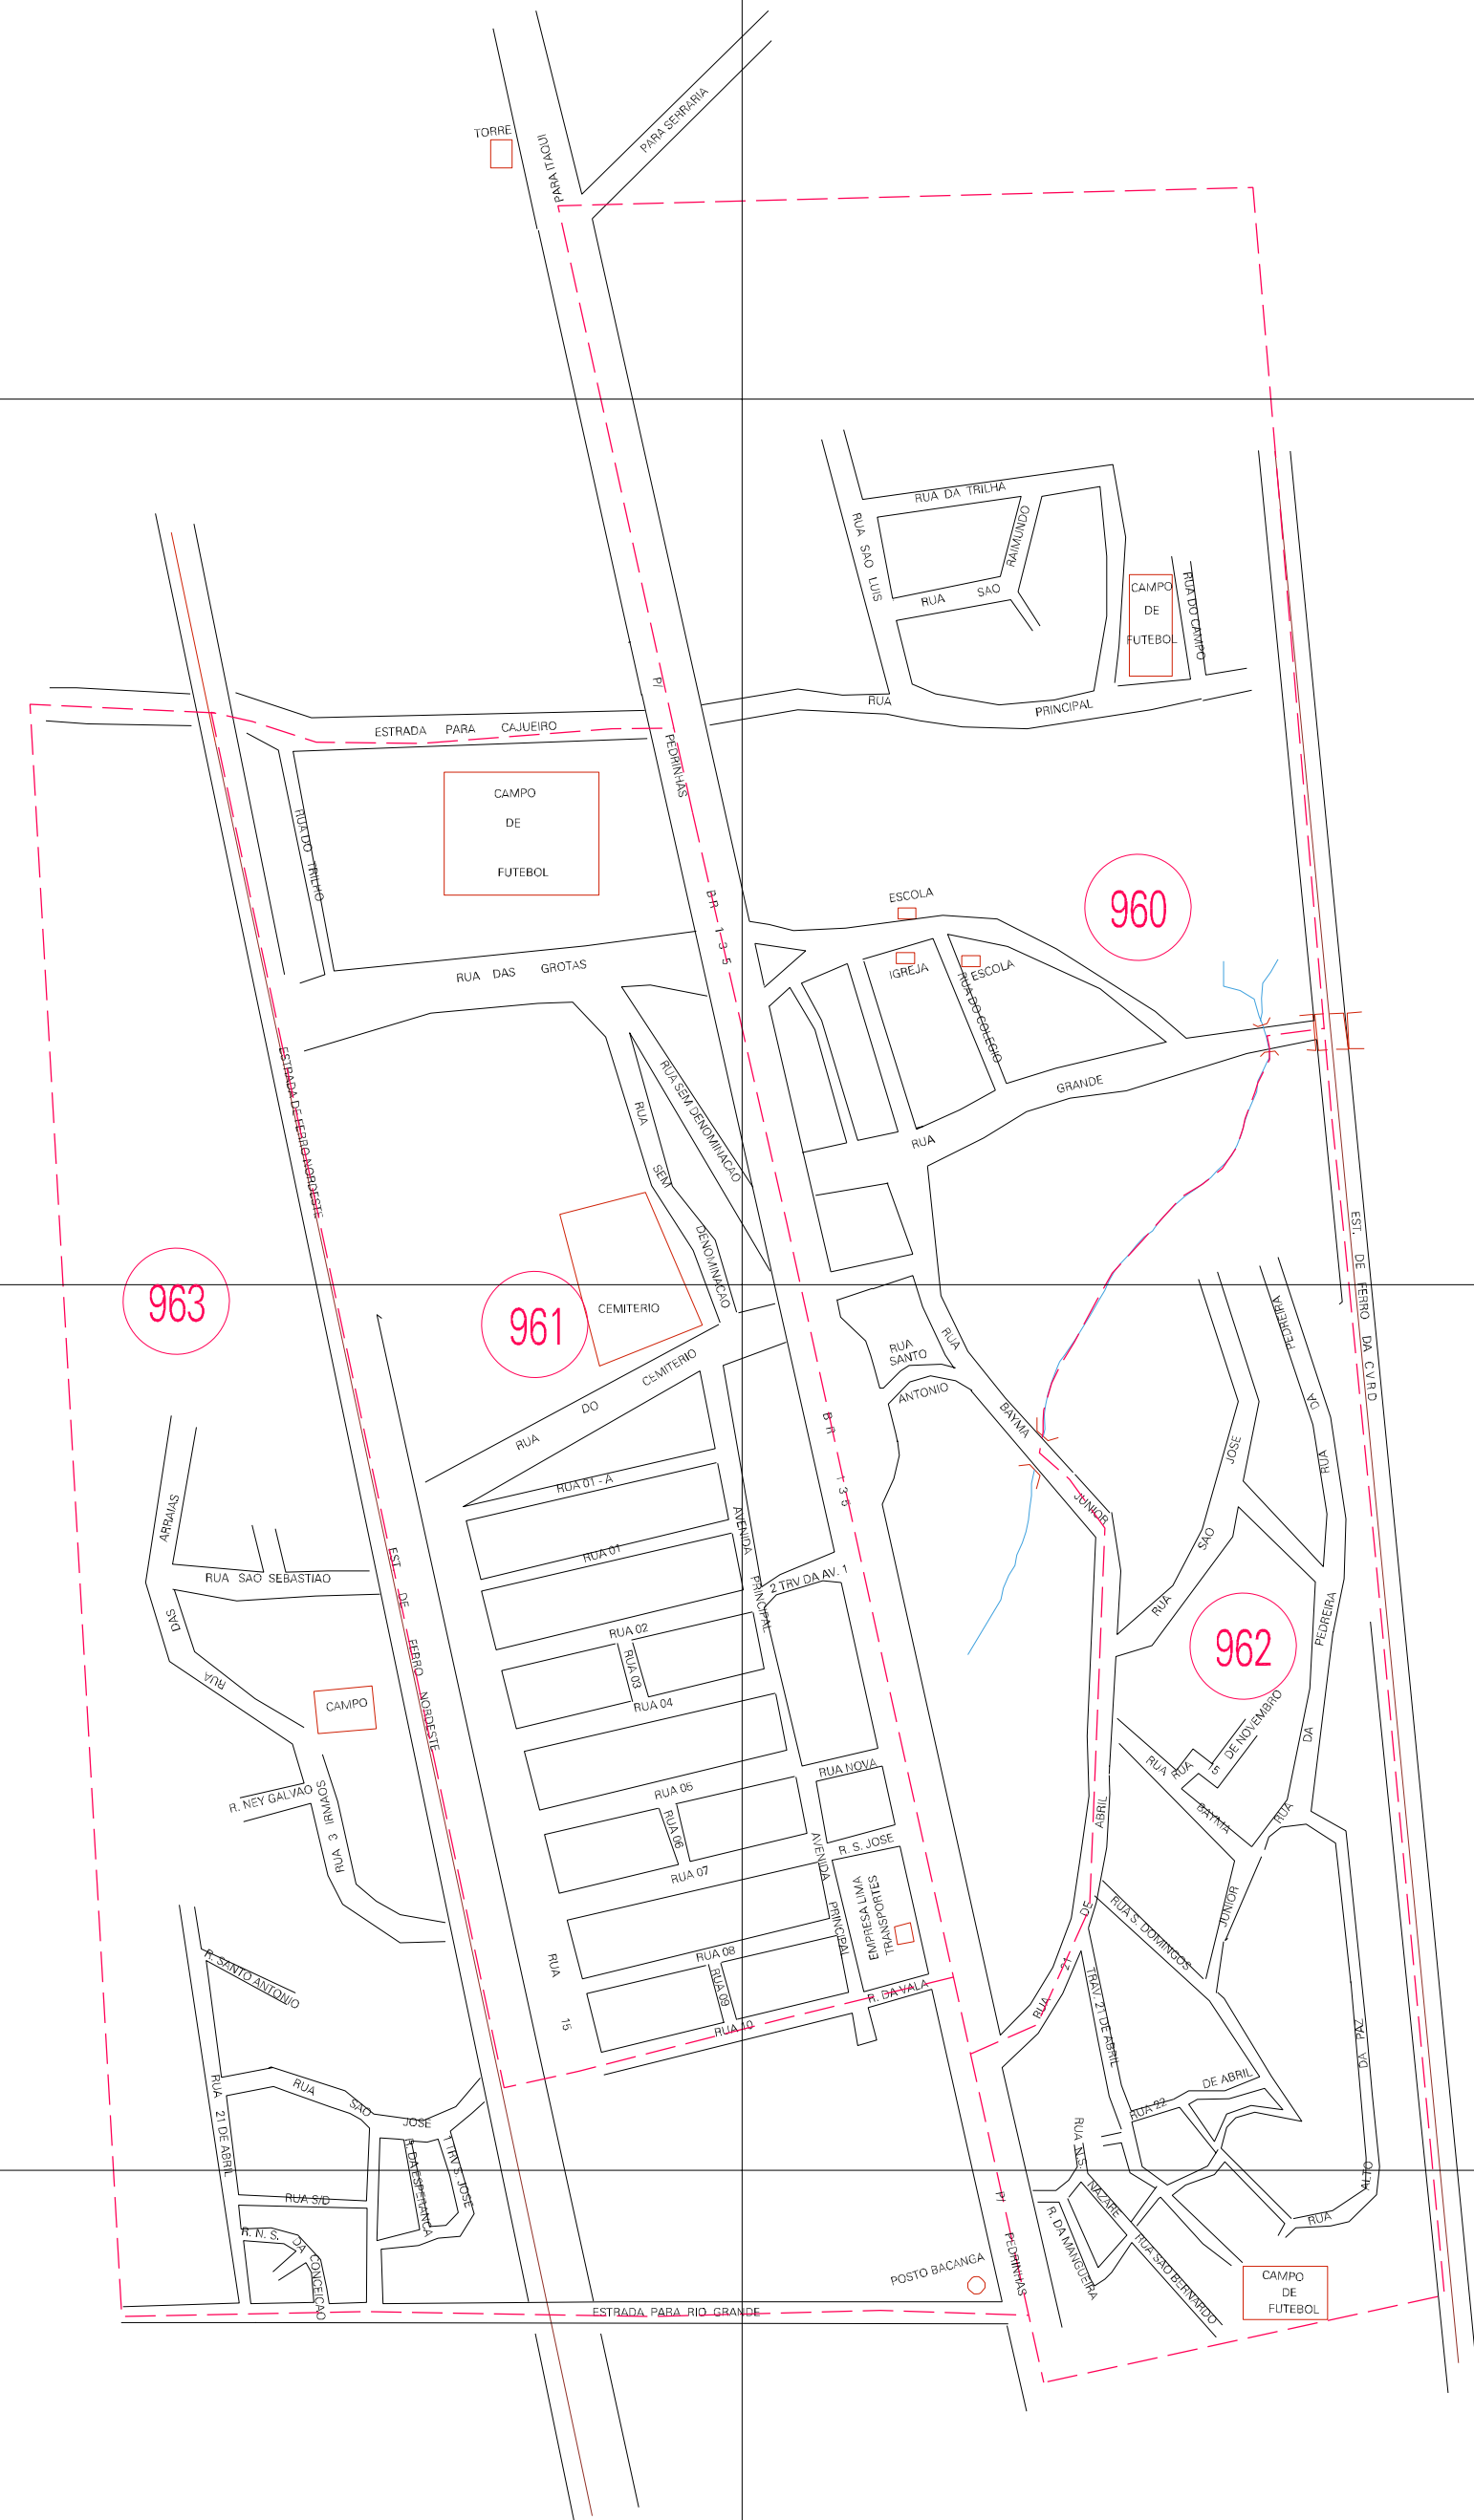 TORRE
PARA ITAQUI
PARA SERRARIA
RUA DA TRILHA
RUA SAO LUIS
RAIMUNDO
RUA SAO
CAMPO
DE
FUTEBOL
RUA DO CAMPO
P/
RUA
PRINCIPAL
ESTRADA PARA CAJUEIRO
PEDRINHAS
CAMPO
DE
FUTEBOL
RUA DO TRILHO
BR 135
ESCOLA
960
IGREJA
ESCOLA
RUA DAS GROTAS
RUA DO COLEGIO
GRANDE
RUA
ESTRADA DE FERRO NORDESTE
RUA SEM DENOMINACAO
RUA
SEM
DENOMINACAO
EST. DE FERRO DA CVRD
963
961
CEMITERIO
RUA
SANTO
ANTONIO
RUA
BAYMA
JUNIOR
PEDREIRA
DA
RUA
CEMITERIO
DO
RUA
BR 135
JOSE
SAO
RUA
RUA 01 - A
ARRAIAS
DAS
RUA
AVENIDA
PRINCIPAL
RUA 01
2 TRV DA AV. 1
RUA SAO SEBASTIAO
EST DE FERRO NORDESTE
RUA 02
RUA 03
RUA 04
PEDREIRA
DA
RUA
962
CAMPO
DE NOVEMBRO
5
RUA
RUA
BAYMA
JUNIOR
R. NEY GALVAO
RUA 3 IRMAOS
RUA NOVA
RUA 05
RUA 06
RUA 07
AVENIDA
PRINCIPAL
R. S. JOSE
EMPRESA LIMA
TRANSPORTES
ABRIL
DE
21
RUA
RUA S. DOMINGOS
RUA 08
RUA 09
RUA 10
R. DA VALA
RUA
15
R. SANTO ANTONIO
TRAV. 21 DE ABRIL
DA PAZ
ALTO
RUA
DE ABRIL
RUA 22
RUA
SAO
JOSE
RUA 21 DE ABRIL
R. DA ESPERANCA
1 TRV S. JOSE
RUA S/D
R. N. S.
DA
CONCEICAO
RUA N.S.
NAZARE
R. DA MANGUEIRA
RUA SAO BERNARDO
P/
PEDRINHAS
POSTO BACANGA
CAMPO
DE
FUTEBOL
ESTRADA PARA RIO GRANDE